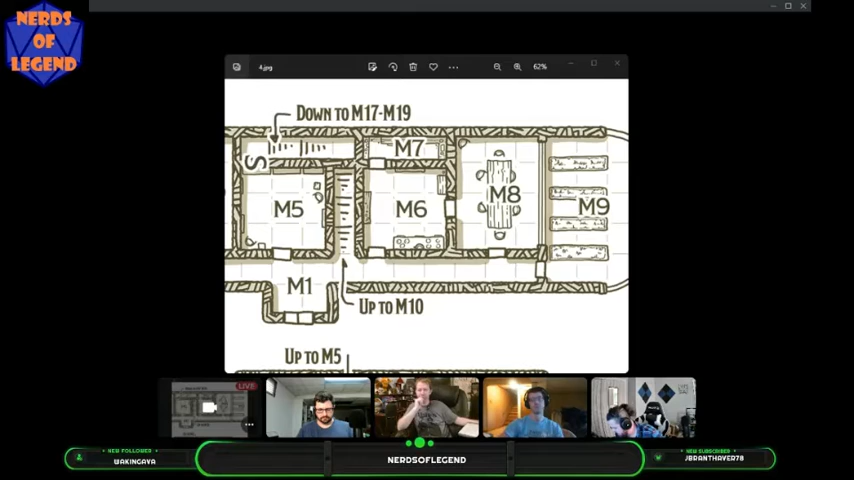 NERDS
OF
LEGEND
4.jpg
62%
DOWN TO M17-M19
S
M7
M5
M6
M8
M9
M1
UP TO M10
UP TO M5
LIVE
NEW FOLLOWER
WAKINGAVA
NERDSOFLEGEND
NEW SUBSCRIBER
JBRANTHAVER78